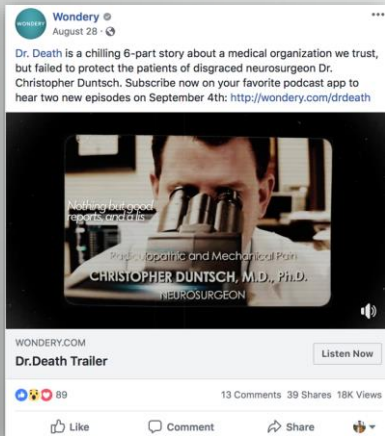 WONDERY
Wondery
August 28 ·
Dr. Death is a chilling 6-part story about a medical organization we trust,
but failed to protect the patients of disgraced neurosurgeon Dr.
Christopher Duntsch. Subscribe now on your favorite podcast app to
hear two new episodes on September 4th: http://wondery.com/drdeath
Nothing but good
reports, and a lis
Radiculopathic and Mechanical Pain
CHRISTOPHER DUNTSCH, M.D., Ph.D.
NEUROSURGEON
WONDERY.COM
Dr.Death Trailer
Listen Now
89
13 Comments 39 Shares 18K Views
Like Comment Share